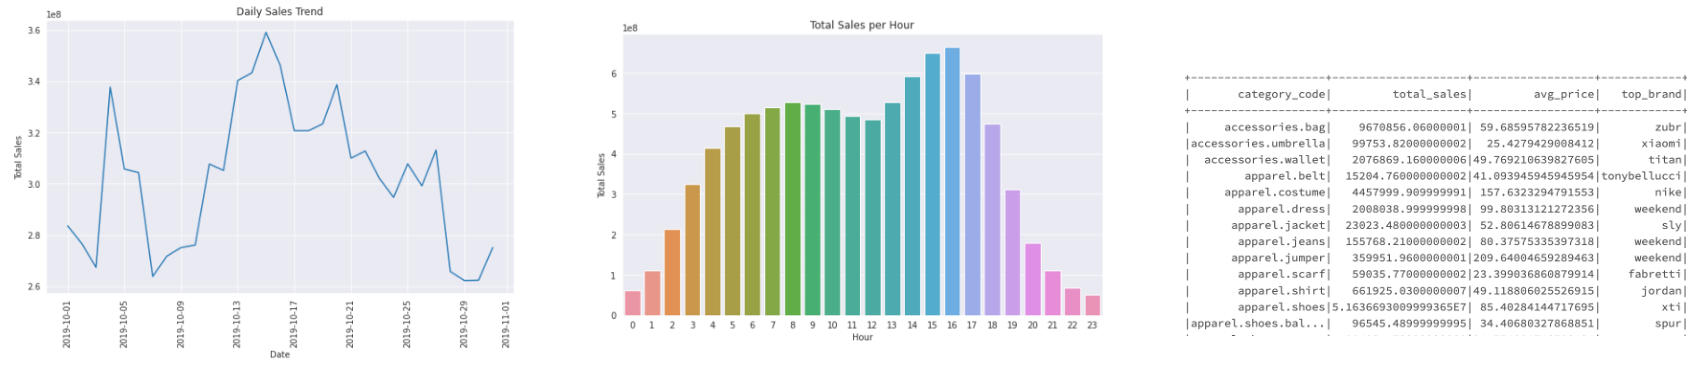 Daily Sales Trend
1e8
3.6
3.4
3.2
3.0
2.8
2.6
Total Sales
2019-10-01
2019-10-05
2019-10-09
2019-10-13
2019-10-17
2019-10-21
2019-10-25
2019-10-29
2019-11-01
Date
Total Sales per Hour
1e8
6
5
4
3
2
1
0
Total Sales
0 1 2 3 4 5 6 7 8 9 10 11 12 13 14 15 16 17 18 19 20 21 22 23
Hour
+--------------------+--------------------+------------------+------------+
| category_code| total_sales| avg_price| top_brand|
+--------------------+--------------------+------------------+------------+
| accessories.bag| 9670856.06000001| 59.68595782236519| zubr|
|accessories.umbrella| 99753.82000000002| 25.4279429008412| xiaomi|
| accessories.wallet| 2076869.160000006|49.769210639827605| titan|
| apparel.belt| 15204.760000000002|41.093945945945954|tonybellucci|
| apparel.costume| 4457999.909999991| 157.6323294791553| nike|
| apparel.dress| 2008038.999999998| 99.80313121272356| weekend|
| apparel.jacket| 23023.480000000003| 52.80614678899083| sly|
| apparel.jeans| 155768.21000000002| 80.37575335397318| weekend|
| apparel.jumper| 359951.9600000001|209.64004659289463| weekend|
| apparel.scarf| 59035.77000000002|23.399036860879914| fabretti|
| apparel.shirt| 661925.0300000007|49.118806025526915| jordan|
| apparel.shoes|5.1636693009999365E7| 85.40284144717695| xti|
|apparel.shoes.bal...| 96545.48999999995| 34.40680327868851| spur|